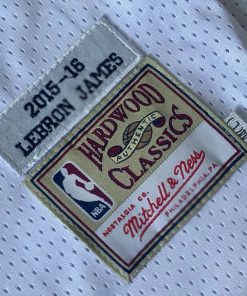 2015-16
LEBRON JAMES
HARDWOOD
AUTHENTIC
CLASSICS
NBA
NOSTALGIA CO.
Mitchell & Ness
PHILADELPHIA, PA